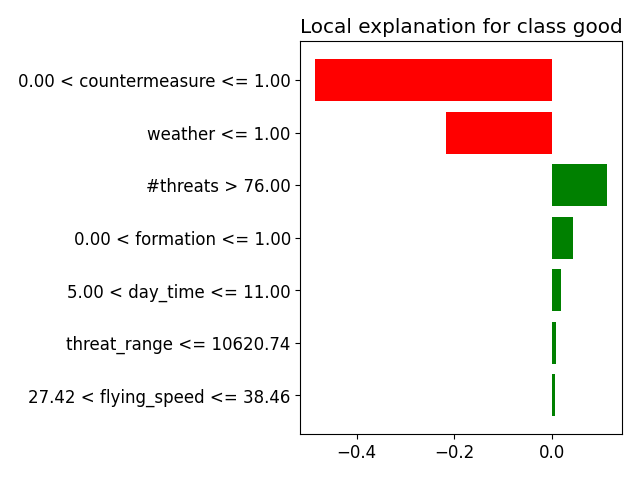 Local explanation for class good
0.00 < countermeasure <= 1.00
weather <= 1.00
#threats > 76.00
0.00 < formation <= 1.00
5.00 < day_time <= 11.00
threat_range <= 10620.74
27.42 < flying_speed <= 38.46
−0.4 −0.2 0.0